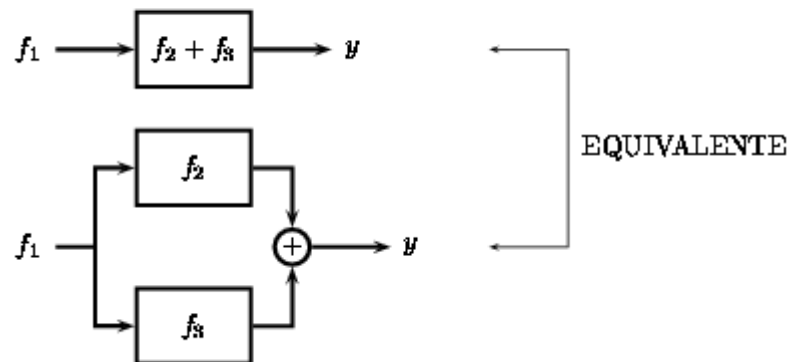 f₁ f₂ + f₃ y
f₂
EQUIVALENTE
f₁ + y
f₃